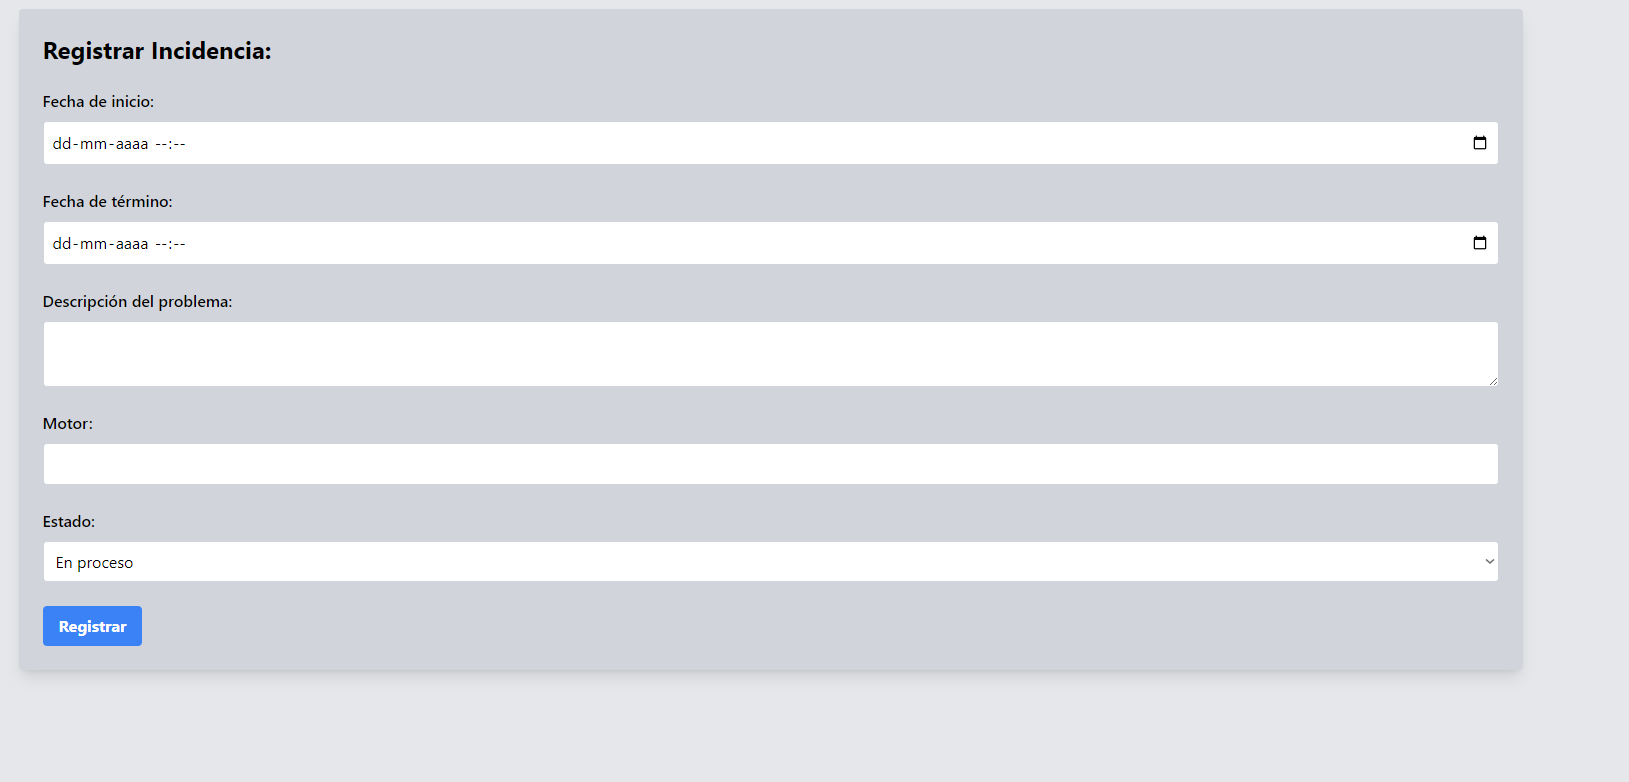 Registrar Incidencia:
Fecha de inicio:
dd-mm-aaaa --:--
Fecha de término:
dd-mm-aaaa --:--
Descripción del problema:
Motor:
Estado:
En proceso
Registrar